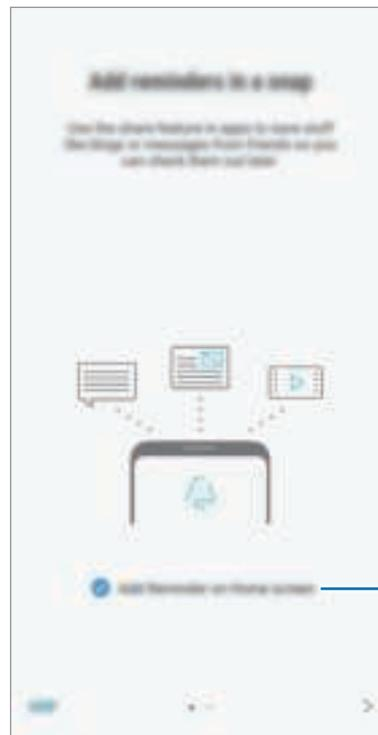 Add reminders in a snap
Use the share feature in apps to save stuff
like blogs or messages from friends so you
can check them out later
Add Reminder on Home screen